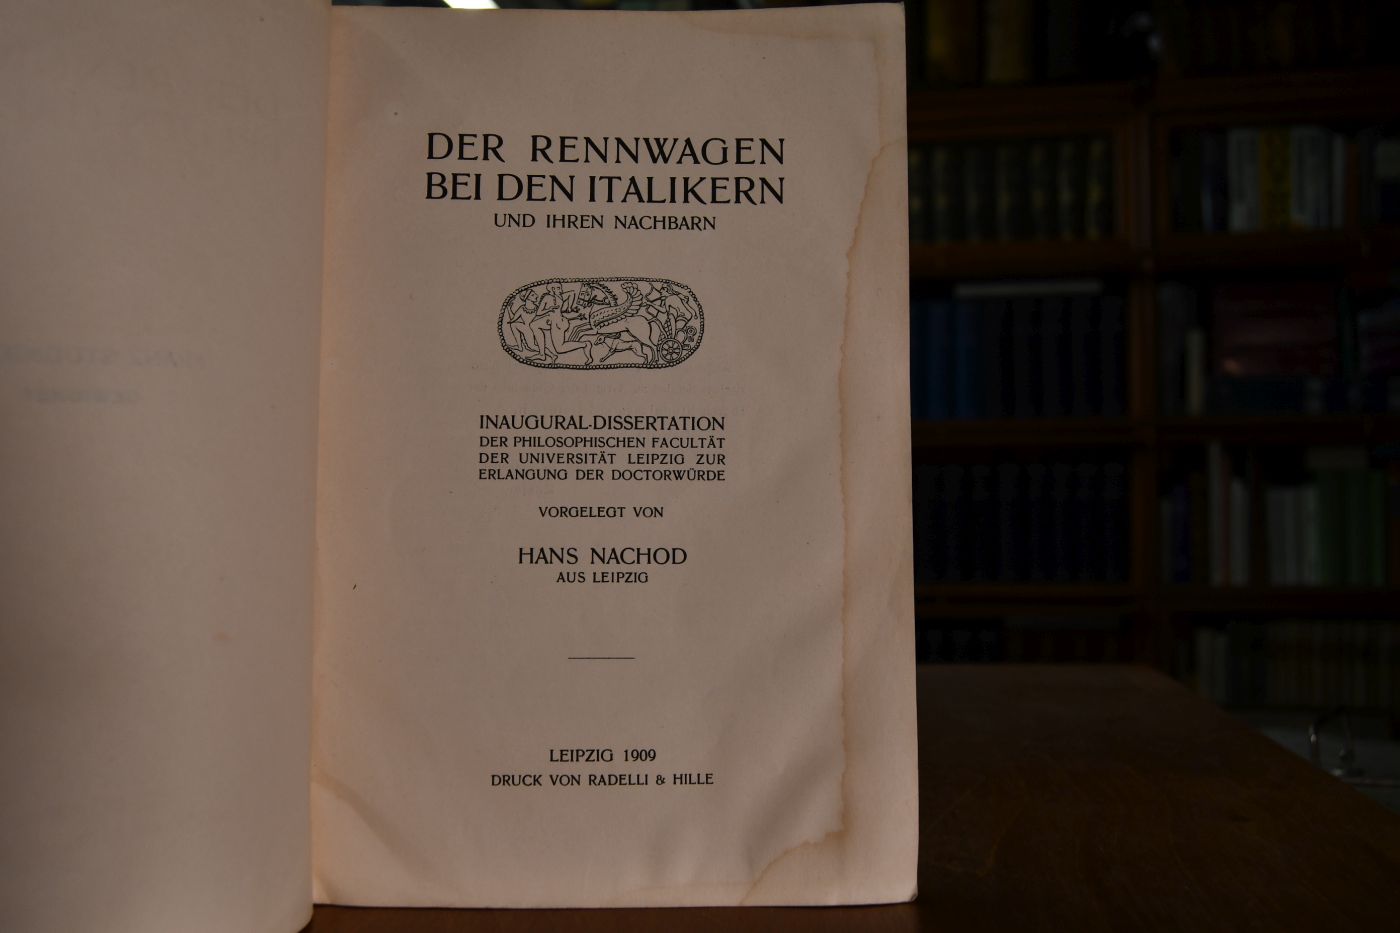 DER RENNWAGEN
BEI DEN ITALIKERN
UND IHREN NACHBARN
INAUGURAL-DISSERTATION
DER PHILOSOPHISCHEN FACULTÄT
DER UNIVERSITÄT LEIPZIG ZUR
ERLANGUNG DER DOCTORWÜRDE
VORGELEGT VON
HANS NACHOD
AUS LEIPZIG
LEIPZIG 1909
DRUCK VON RADELLI & HILLE